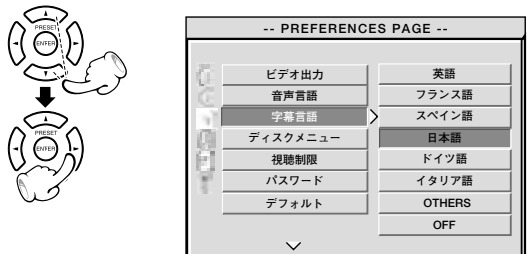 PRESET
ENTER
PRESET
ENTER
-- PREFERENCES PAGE --
ビデオ出力
音声言語
字幕言語
ディスクメニュー
視聴制限
パスワード
デフォルト
英語
フランス語
スペイン語
日本語
ドイツ語
イタリア語
OTHERS
OFF